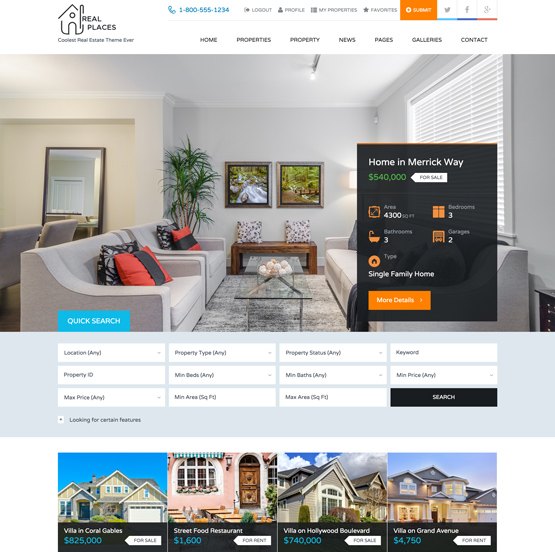 REAL
PLACES
Coolest Real Estate Theme Ever
1-800-555-1234
LOGOUT
PROFILE
MY PROPERTIES
FAVORITES
SUBMIT
HOME
PROPERTIES
PROPERTY
NEWS
PAGES
GALLERIES
CONTACT
Home in Merrick Way
$540,000
FOR SALE
Area
4300 SQ FT
Bedrooms
3
Bathrooms
3
Garages
2
Type
Single Family Home
More Details
QUICK SEARCH
Location (Any)
Property Type (Any)
Property Status (Any)
Keyword
Property ID
Min Beds (Any)
Min Baths (Any)
Min Price (Any)
Max Price (Any)
Min Area (Sq Ft)
Max Area (Sq Ft)
SEARCH
Looking for certain features
Villa in Coral Gables
$825,000
FOR SALE
Street Food Restaurant
$1,600
FOR RENT
Villa on Hollywood Boulevard
$740,000
FOR SALE
Villa on Grand Avenue
$4,750
FOR RENT